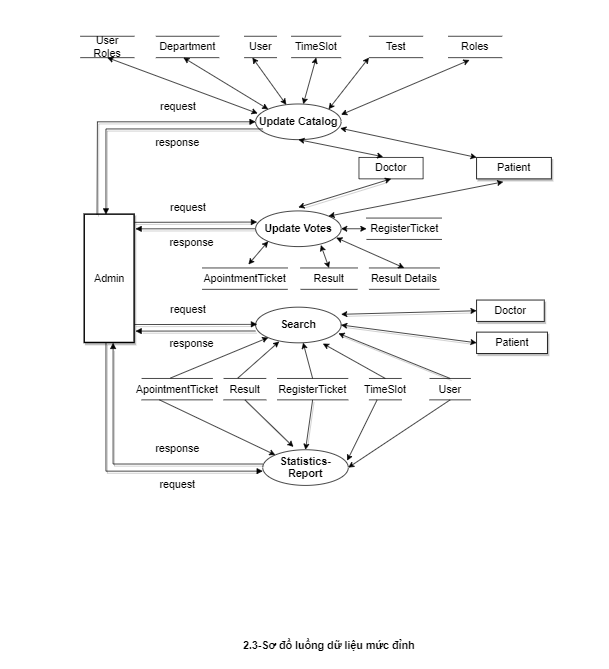 User
Roles
Department
User
TimeSlot
Test
Roles
request
Update Catalog
response
Doctor
Patient
request
Update Votes
RegisterTicket
response
Admin
ApointmentTicket
Result
Result Details
request
Search
Doctor
response
Patient
ApointmentTicket
Result
RegisterTicket
TimeSlot
User
response
Statistics-
Report
request
2.3-Sơ đồ luồng dữ liệu mức đỉnh